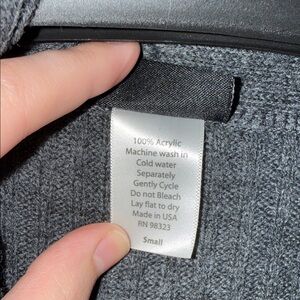 100% Acrylic
Machine wash in
Cold water
Separately
Gently Cycle
Do not Bleach
Lay flat to dry
Made in USA
RN 98323
Small